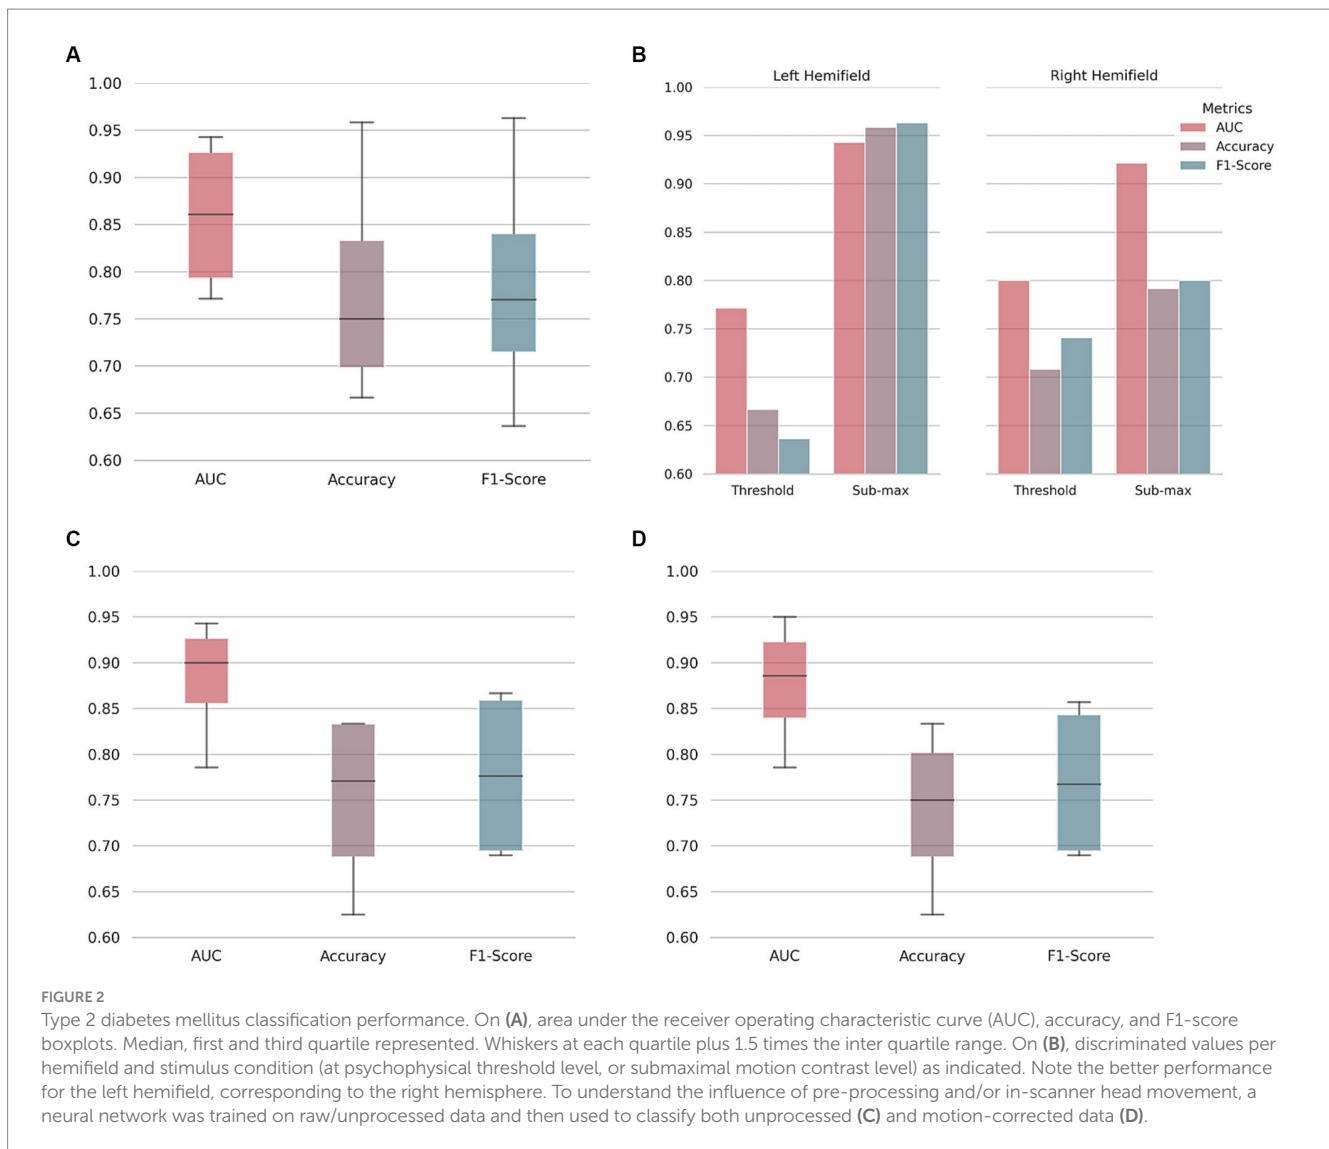 A
1.00
0.95
0.90
0.85
0.80
0.75
0.70
0.65
0.60
AUC Accuracy F1-Score
B
Left Hemifield Right Hemifield
1.00
0.95
0.90
0.85
0.80
0.75
0.70
0.65
0.60
Metrics
AUC
Accuracy
F1-Score
Threshold Sub-max Threshold Sub-max
C
1.00
0.95
0.90
0.85
0.80
0.75
0.70
0.65
0.60
AUC Accuracy F1-Score
D
1.00
0.95
0.90
0.85
0.80
0.75
0.70
0.65
0.60
AUC Accuracy F1-Score
FIGURE 2
Type 2 diabetes mellitus classification performance. On (A), area under the receiver operating characteristic curve (AUC), accuracy, and F1-score
boxplots. Median, first and third quartile represented. Whiskers at each quartile plus 1.5 times the inter quartile range. On (B), discriminated values per
hemifield and stimulus condition (at psychophysical threshold level, or submaximal motion contrast level) as indicated. Note the better performance
for the left hemifield, corresponding to the right hemisphere. To understand the influence of pre-processing and/or in-scanner head movement, a
neural network was trained on raw/unprocessed data and then used to classify both unprocessed (C) and motion-corrected data (D).